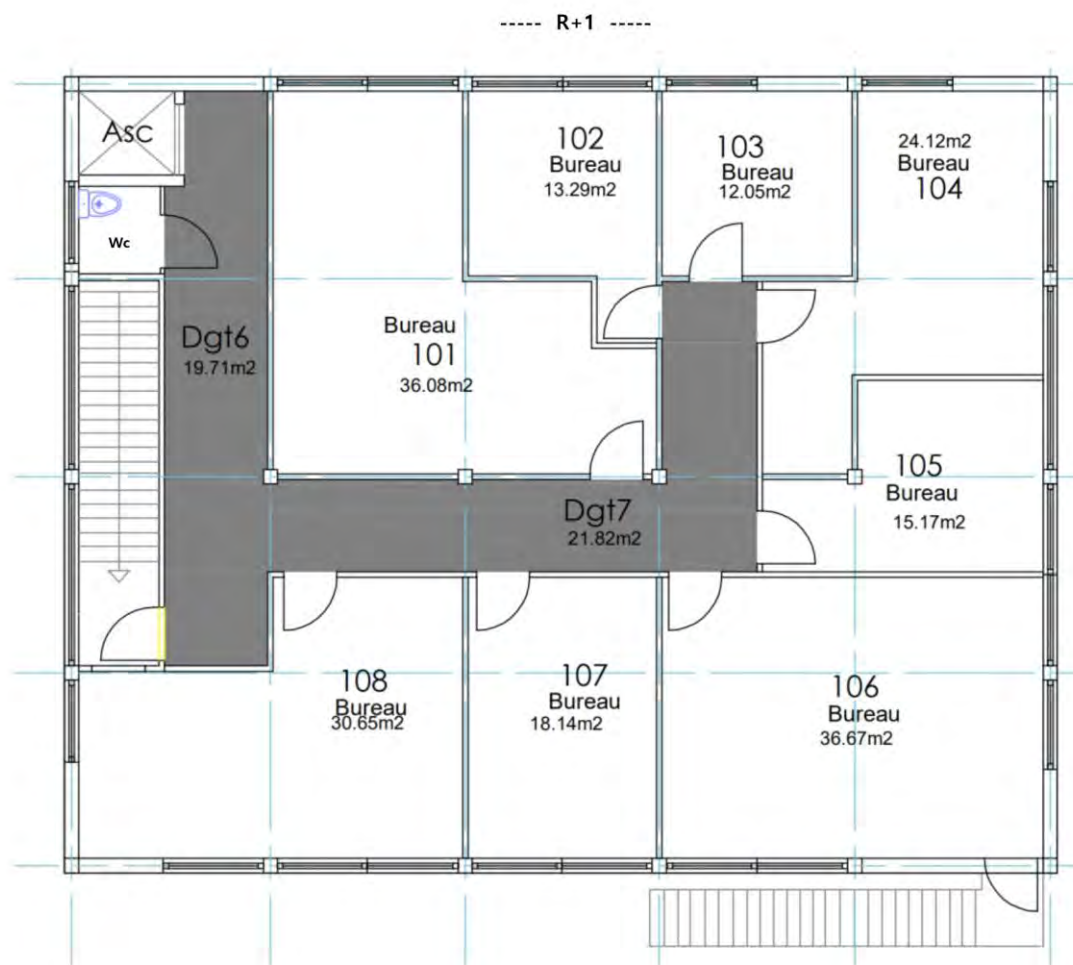 ----- R+1 -----
Asc
Wc
102
Bureau
13.29m2
103
Bureau
12.05m2
24.12m2
Bureau
104
Dgt6
19.71m2
Bureau
101
36.08m2
105
Bureau
15.17m2
Dgt7
21.82m2
108
Bureau
30.65m2
107
Bureau
18.14m2
106
Bureau
36.67m2